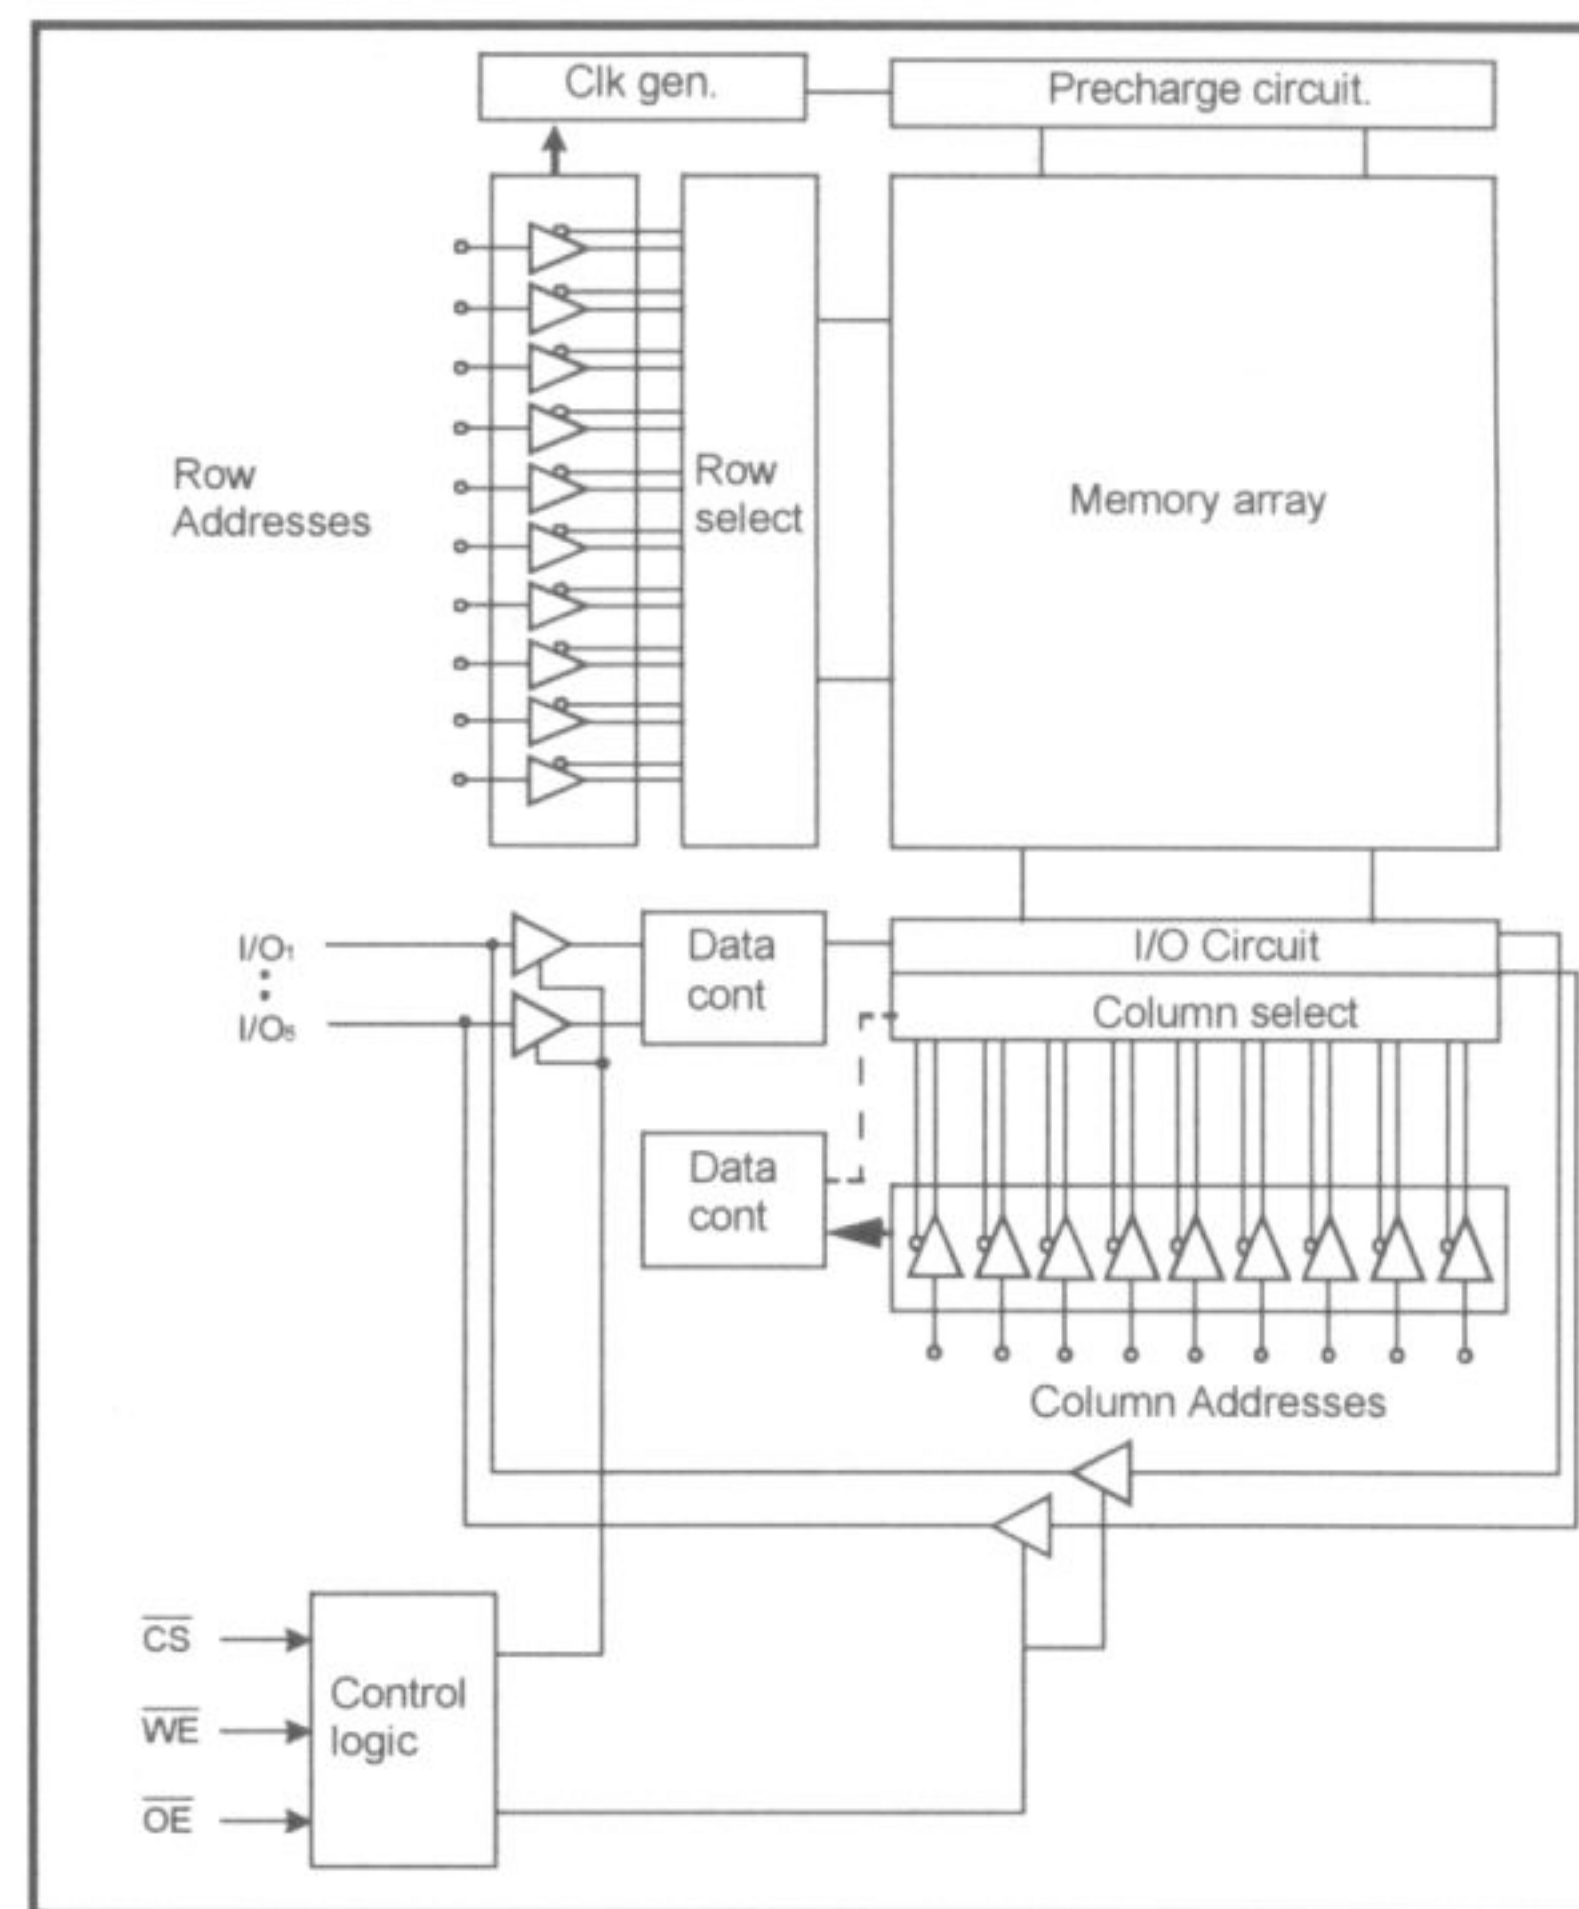 Clk gen.
Precharge circuit.
Row
Addresses
Row
select
Memory array
I/O1
I/O8
Data
cont
I/O Circuit
Column select
Data
cont
Column Addresses
CS
WE
OE
Control
logic